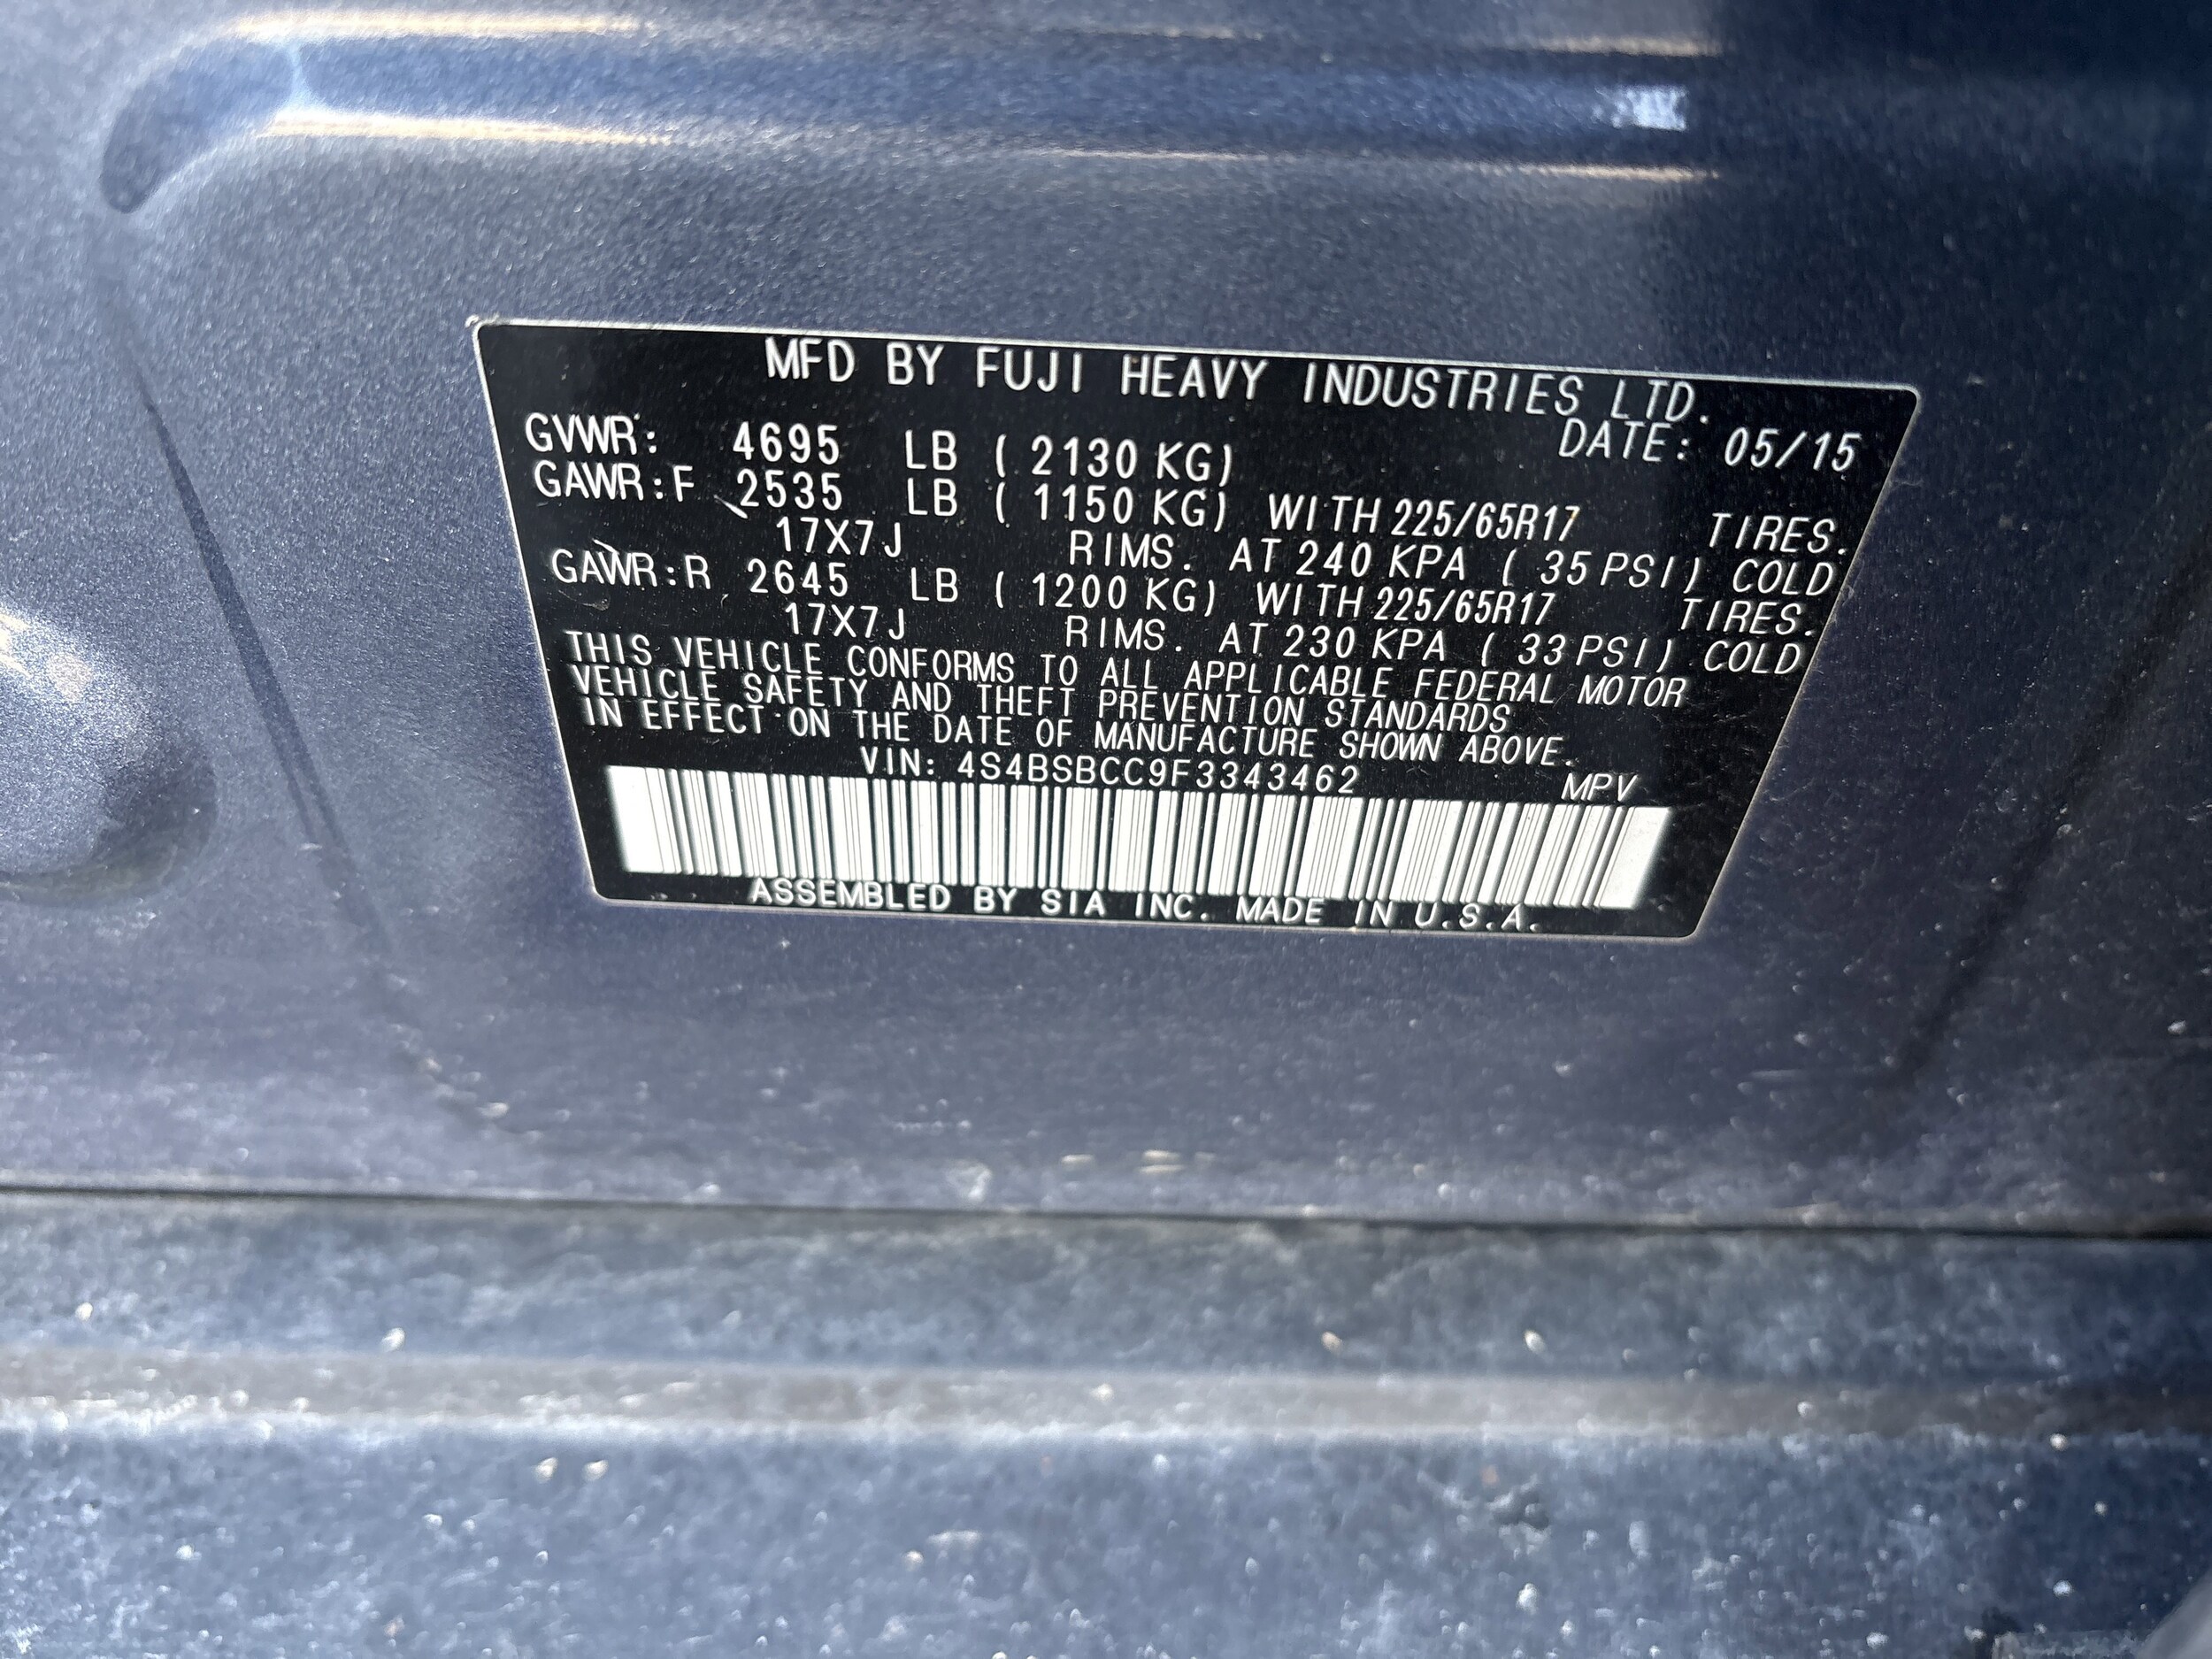 MFD BY FUJI HEAVY INDUSTRIES LTD.
DATE: 05/15
GVWR: 4695 LB ( 2130 KG)
GAWR:F 2535 LB ( 1150 KG) WITH 225/65R17 TIRES.
17X7J RIMS. AT 240 KPA ( 35 PSI) COLD
GAWR:R 2645 LB ( 1200 KG) WITH 225/65R17 TIRES.
17X7J RIMS. AT 230 KPA ( 33 PSI) COLD
THIS VEHICLE CONFORMS TO ALL APPLICABLE FEDERAL MOTOR
VEHICLE SAFETY AND THEFT PREVENTION STANDARDS
IN EFFECT ON THE DATE OF MANUFACTURE SHOWN ABOVE.
VIN: 4S4BSBCC9F3343462 MPV
ASSEMBLED BY SIA INC. MADE IN U.S.A.